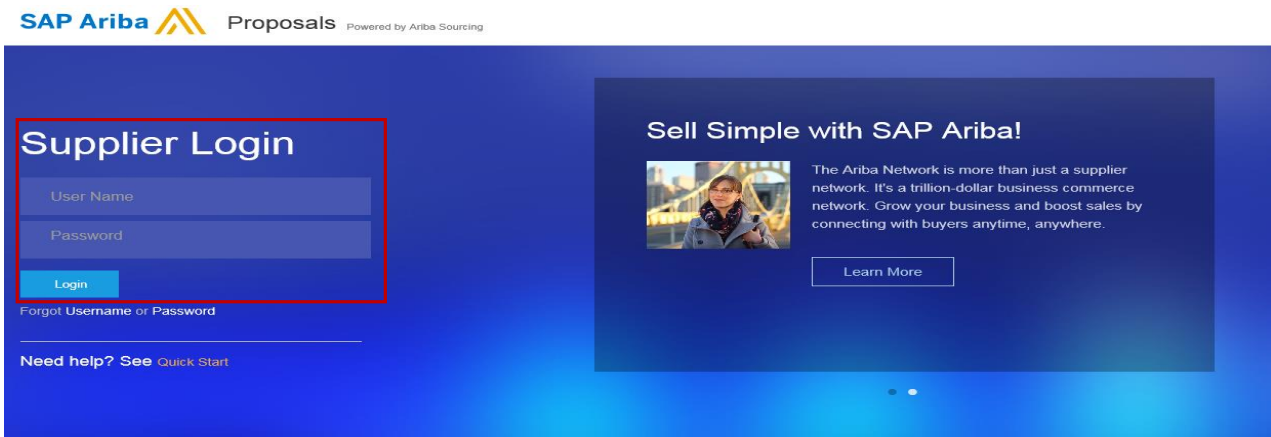 SAP Ariba Proposals Powered by Ariba Sourcing
Supplier Login
User Name
Password
Login
Forgot Username or Password
Need help? See Quick Start
Sell Simple with SAP Ariba!
The Ariba Network is more than just a supplier
network. It's a trillion-dollar business commerce
network. Grow your business and boost sales by
connecting with buyers anytime, anywhere.
Learn More